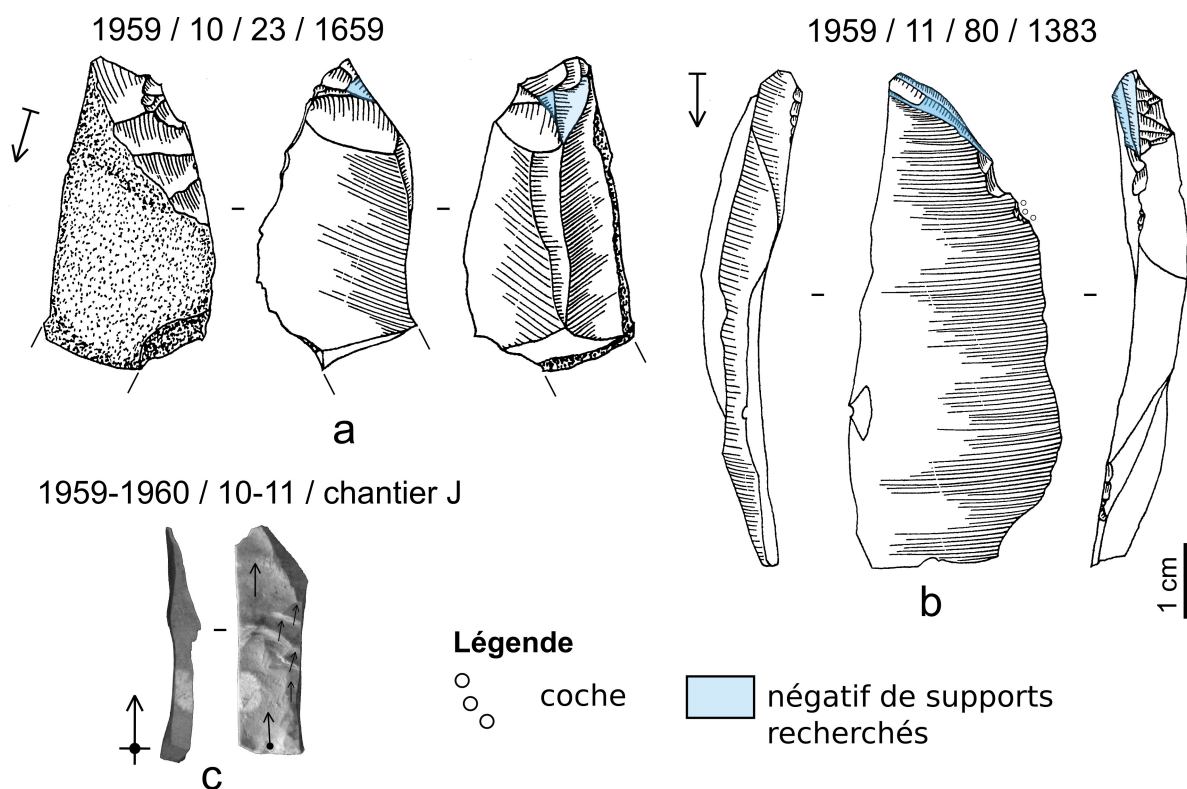 1959 / 10 / 23 / 1659
1959 / 11 / 80 / 1383
a
1959-1960 / 10-11 / chantier J
b
1 cm
c
Légende
coche
négatif de supports
recherchés